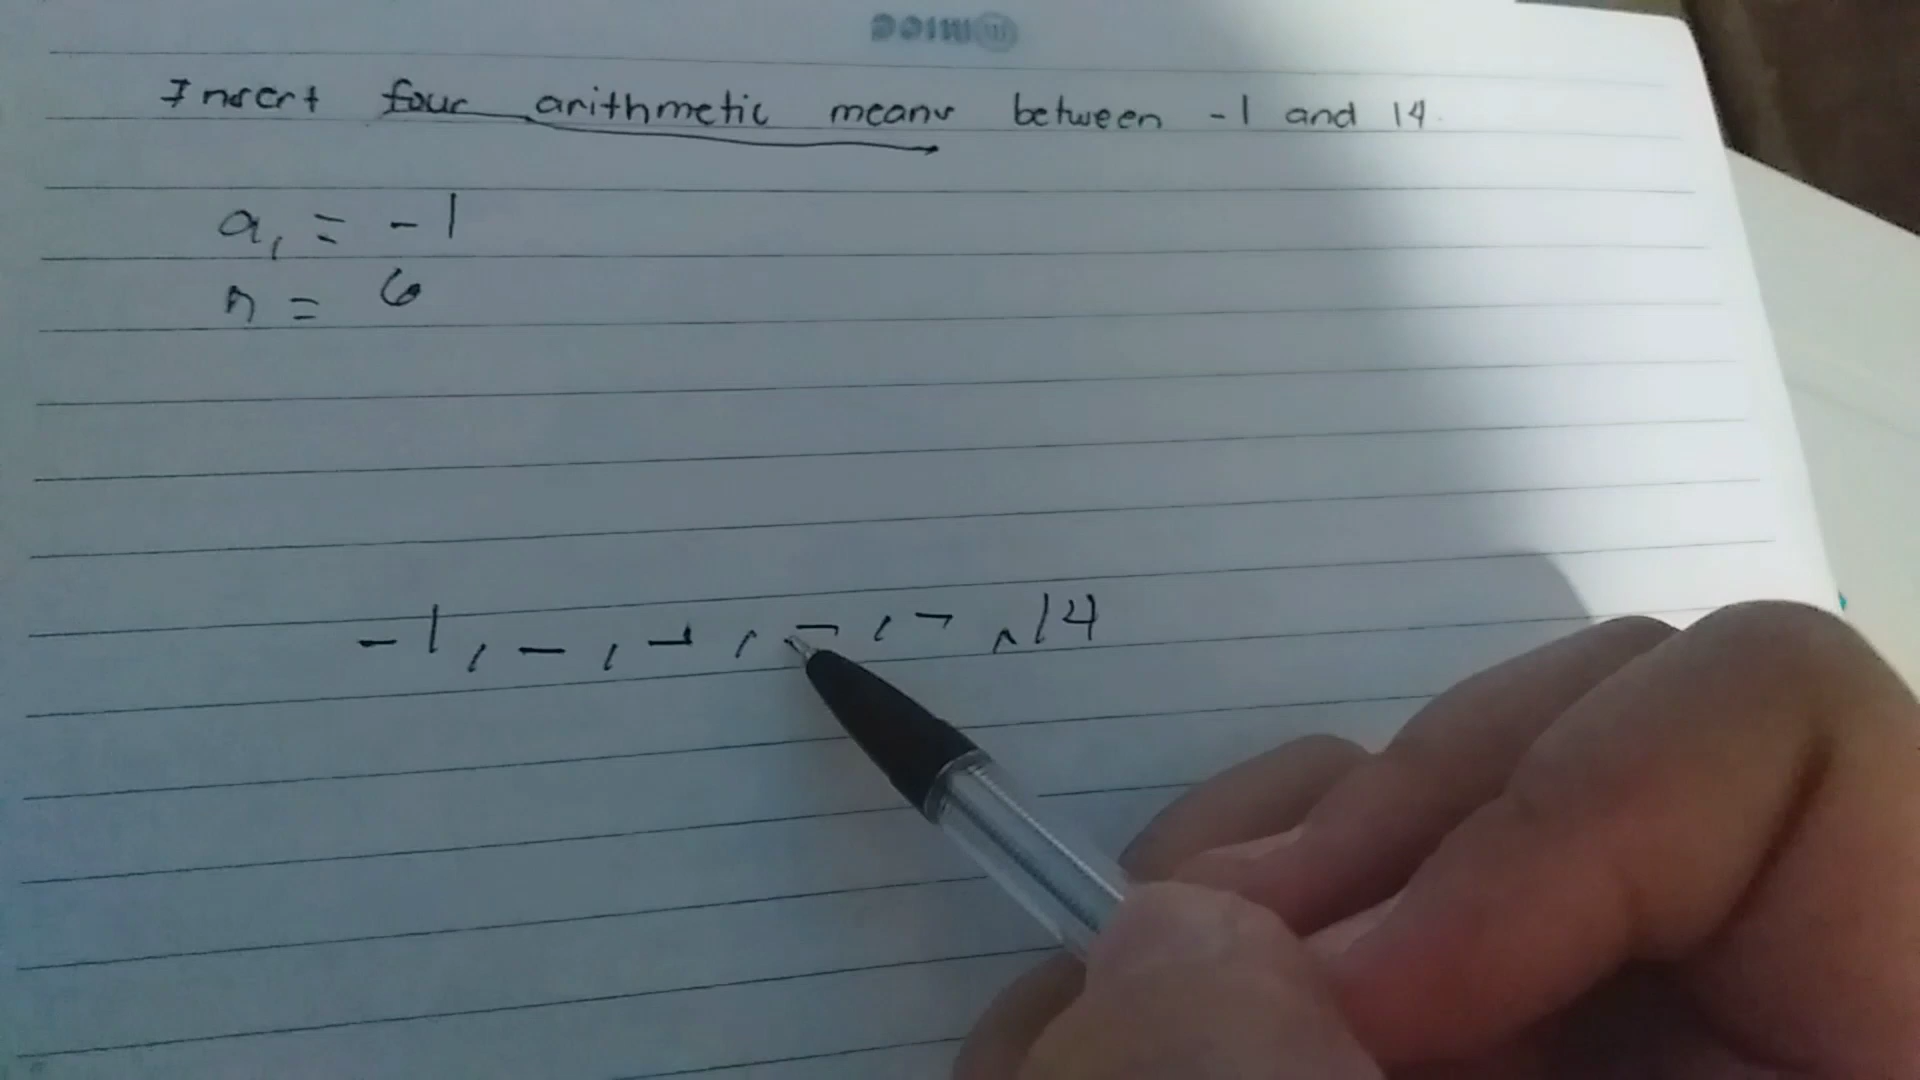 Insert four arithmetic means between -1 and 14.
a₁ = -1
n = 6
-1, _, _, _, _, 14